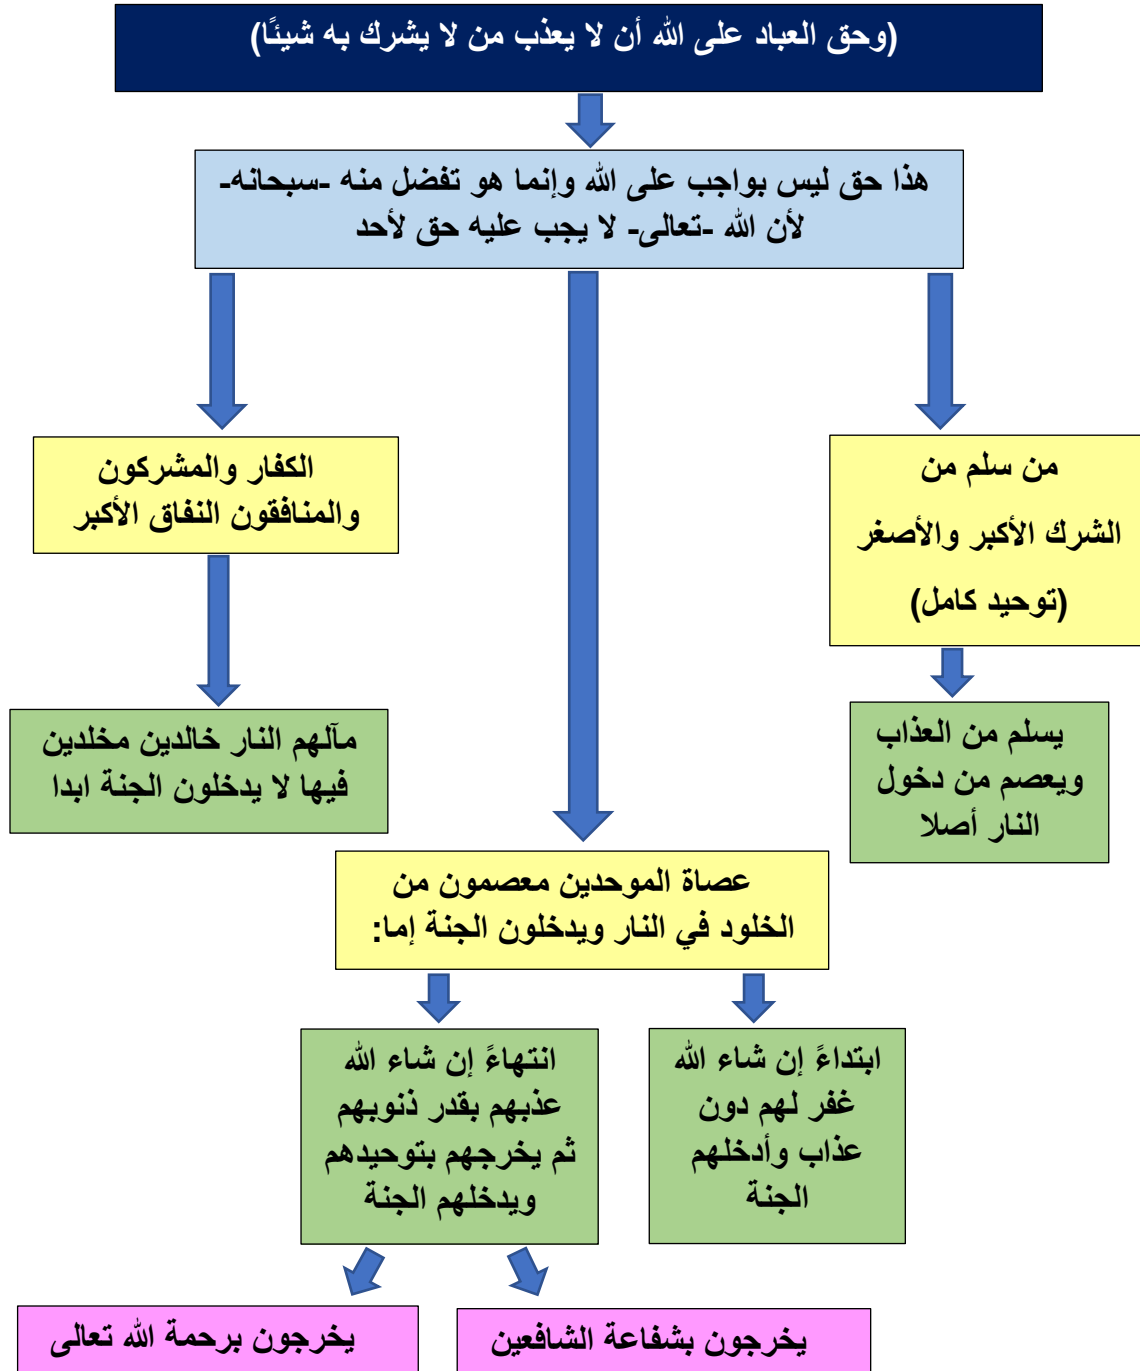 (وحق العباد على الله أن لا يعذب من لا يشرك به شيئًا)
هذا حق ليس بواجب على الله وإنما هو تفضل منه -سبحانه-
لأن الله -تعالى- لا يجب عليه حق لأحد
من سلم من
الشرك الأكبر والأصغر
(توحيد كامل)
الكفار والمشركون
والمنافقون النفاق الأكبر
يسلم من العذاب
ويعصم من دخول
النار أصلا
مآلهم النار خالدين مخلدين
فيها لا يدخلون الجنة ابدا
عصاة الموحدين معصمون من
الخلود في النار ويدخلون الجنة إما:
ابتداءً إن شاء الله
غفر لهم دون
عذاب وأدخلهم
الجنة
انتهاءً إن شاء الله
عذبهم بقدر ذنوبهم
ثم يخرجهم بتوحيدهم
ويدخلهم الجنة
يخرجون بشفاعة الشافعين
يخرجون برحمة الله تعالى